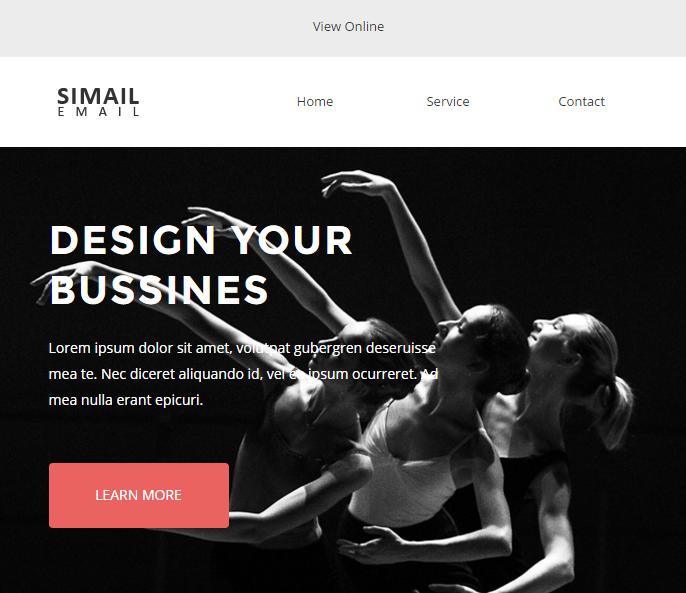 View Online
SIMAIL
EMAIL
Home Service Contact
DESIGN YOUR
BUSSINES
Lorem ipsum dolor sit amet, volutpat gubergren deseruisse
mea te. Nec diceret aliquando id, vel ex ipsum ocurreret. Ad
mea nulla erant epicuri.
LEARN MORE